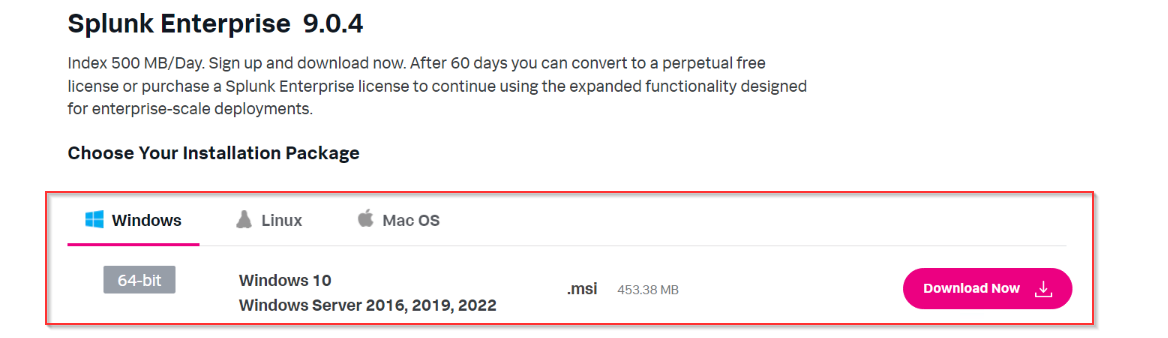 Splunk Enterprise 9.0.4
Index 500 MB/Day. Sign up and download now. After 60 days you can convert to a perpetual free
license or purchase a Splunk Enterprise license to continue using the expanded functionality designed
for enterprise-scale deployments.
Choose Your Installation Package
Windows Linux Mac OS
64-bit Windows 10 .msi 453.38 MB Download Now
Windows Server 2016, 2019, 2022